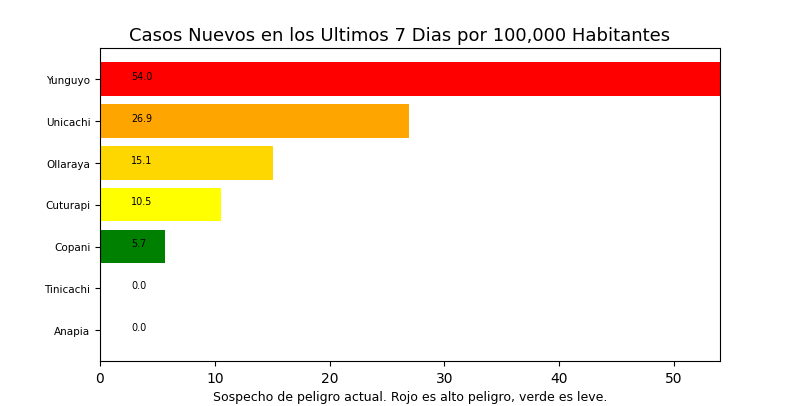 Casos Nuevos en los Ultimos 7 Dias por 100,000 Habitantes
Yunguyo 54.0
Unicachi 26.9
Ollaraya 15.1
Cuturapi 10.5
Copani 5.7
Tinicachi 0.0
Anapia 0.0
0 10 20 30 40 50
Sospecho de peligro actual. Rojo es alto peligro, verde es leve.